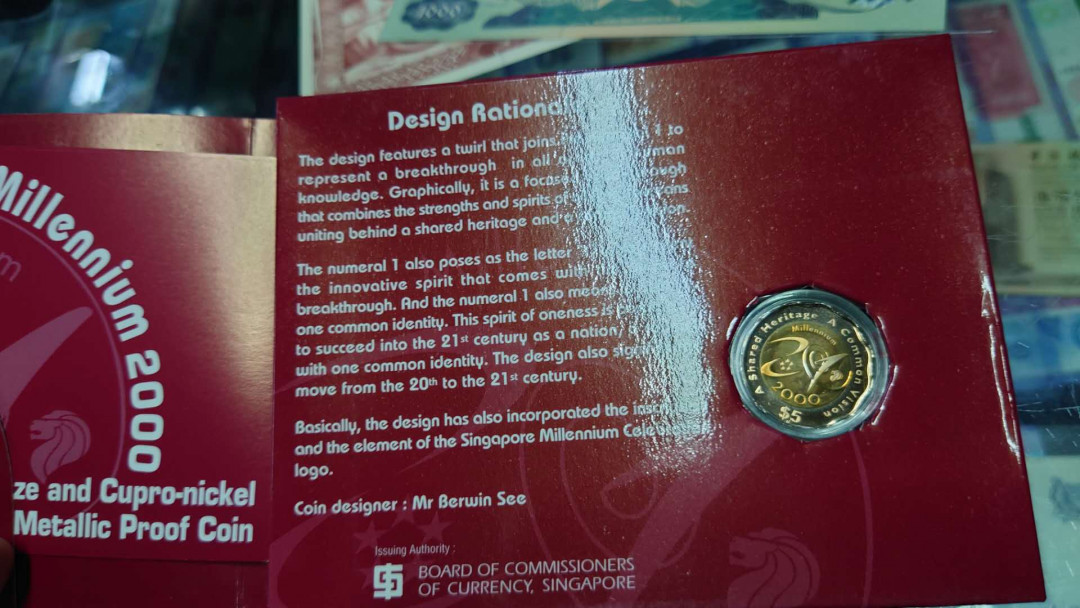 Millennium 2000
ze and Cupro-nickel
Metallic Proof Coin
Design Rationa
The design features a twirl that joins 1 to
represent a breakthrough in all
knowledge. Graphically, it is a
that combines the strengths and spirits of
uniting behind a shared heritage and
The numeral 1 also poses as the letter
the innovative spirit that comes
breakthrough. And the numeral 1 also
one common identity. This spirit of oneness is
to succeed into the 21st century as a nation
with one common identity. The design also
move from the 20th to the 21st century.
Basically, the design has also incorporated the
and the element of the Singapore Millennium
logo.
Coin designer : Mr Berwin See
Issuing Authority :
BOARD OF COMMISSIONERS
OF CURRENCY, SINGAPORE
A Shared Heritage A Common Vision
Millennium
2000
$5